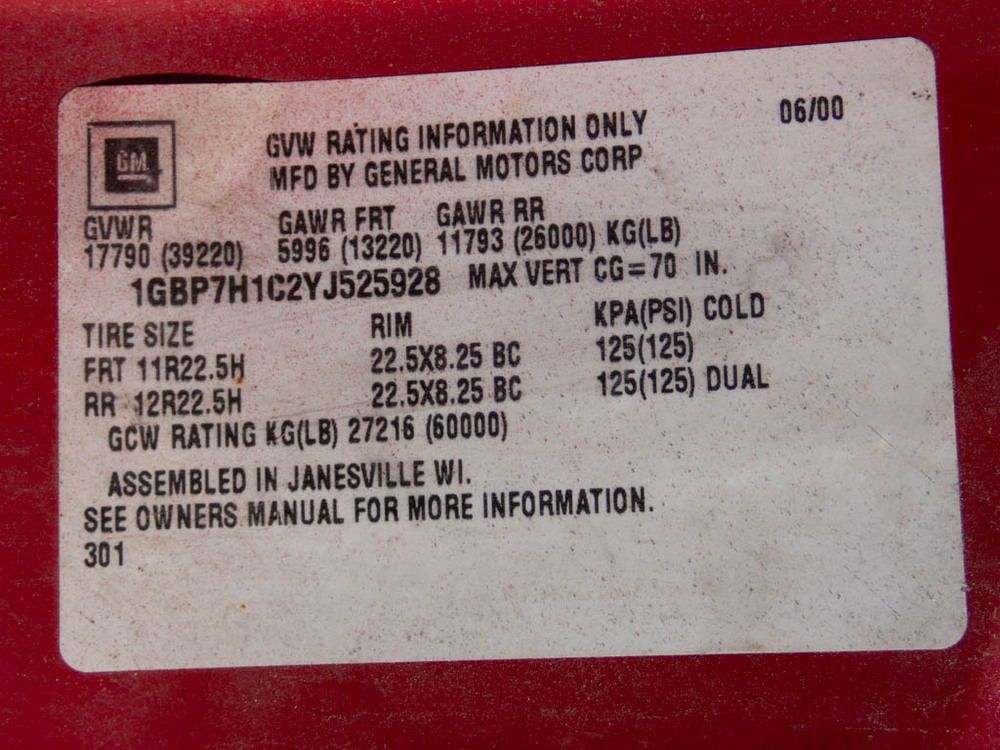 06/00
GM
GVW RATING INFORMATION ONLY
MFD BY GENERAL MOTORS CORP
GVWR GAWR FRT GAWR RR
17790 (39220) 5996 (13220) 11793 (26000) KG(LB)
1GBP7H1C2YJ525928 MAX VERT CG=70 IN.
TIRE SIZE RIM KPA(PSI) COLD
FRT 11R22.5H 22.5X8.25 BC 125(125)
RR 12R22.5H 22.5X8.25 BC 125(125) DUAL
GCW RATING KG(LB) 27216 (60000)
ASSEMBLED IN JANESVILLE WI.
SEE OWNERS MANUAL FOR MORE INFORMATION.
301